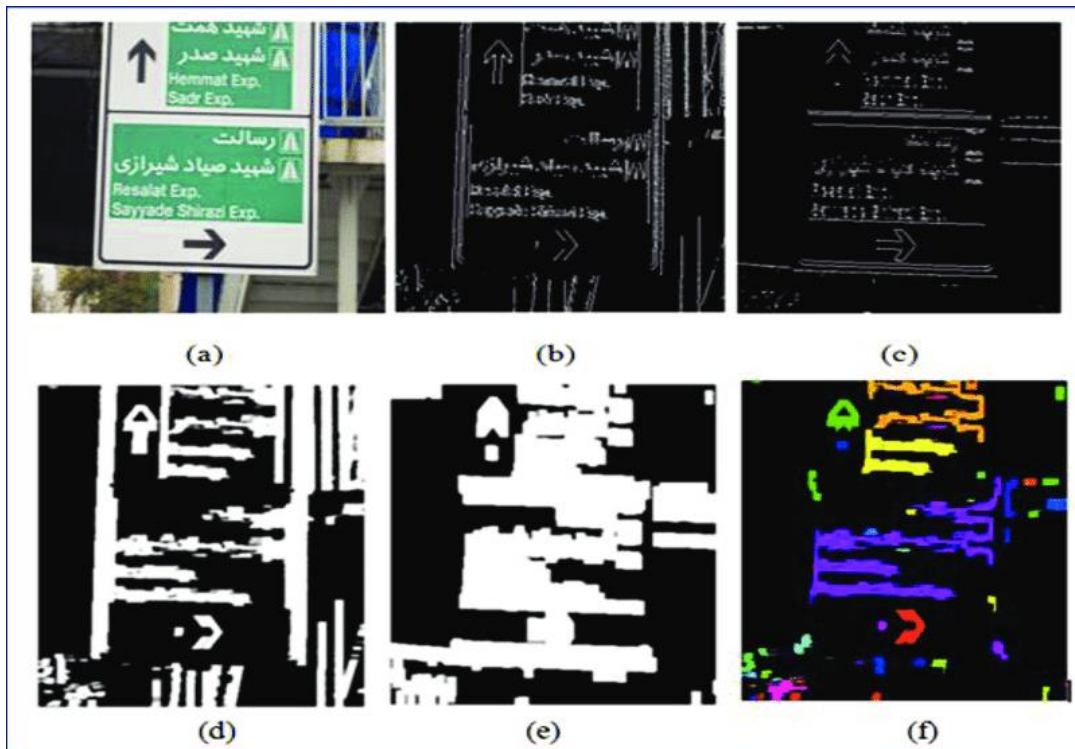 شهید همت
شهید صدر
Hemmat Exp.
Sadr Exp.
رسالت
شهید صیاد شیرازی
Resalat Exp.
Sayyade Shirazi Exp.
(a)
(b)
(c)
(d)
(e)
(f)